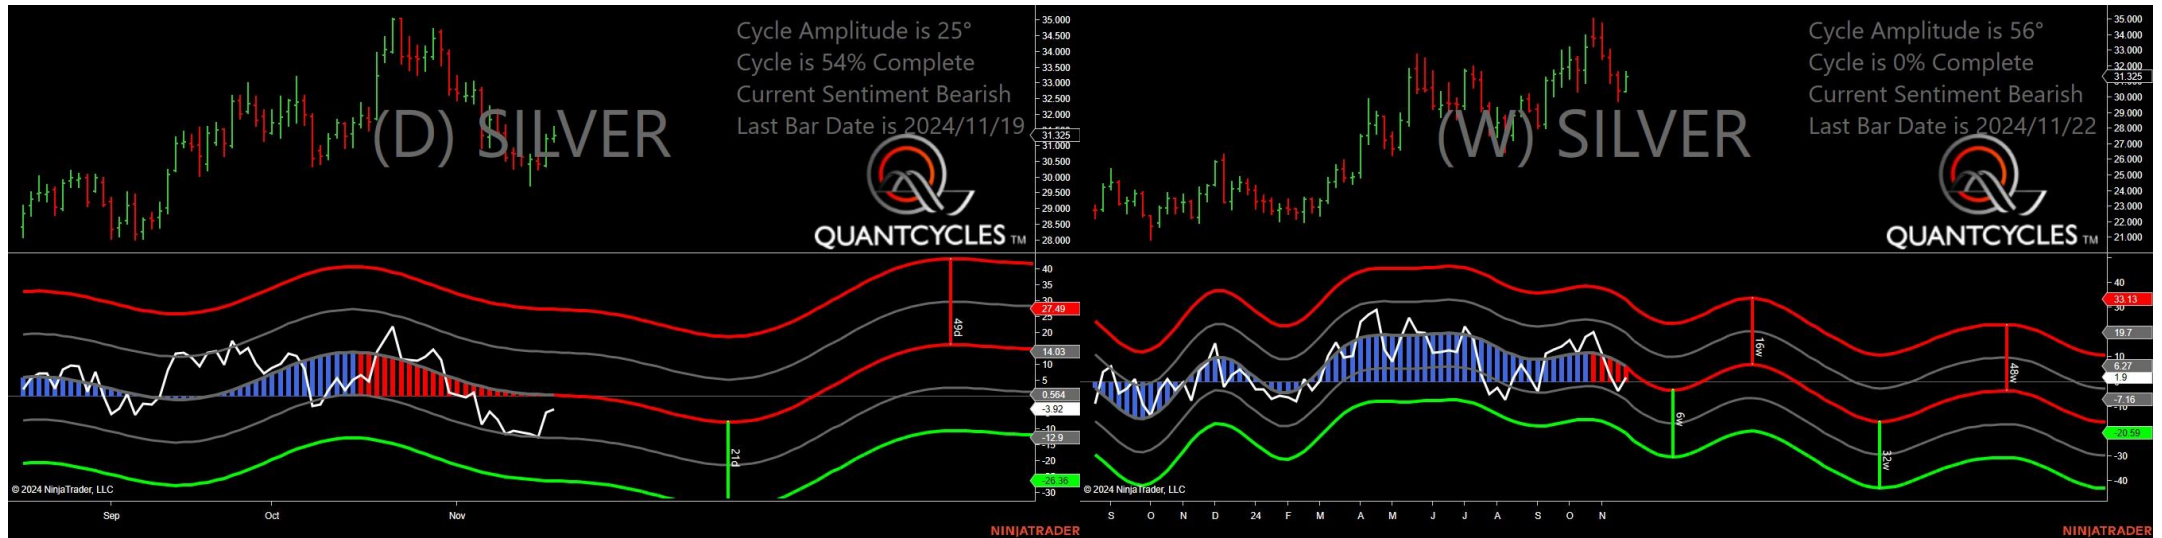 Cycle Amplitude is 25°
Cycle is 54% Complete
Current Sentiment Bearish
Last Bar Date is 2024/11/19
(D) SILVER
QUANTCYCLES TM
35.000
34.500
34.000
33.500
33.000
32.500
32.000
31.325
31.000
30.500
30.000
29.500
29.000
28.500
28.000
40
35
30
27.49
25
20
14.03
10
5
0.564
-3.92
-10
-12.9
-15
-20
-26.36
-30
49d
21d
© 2024 NinjaTrader, LLC
Sep
Oct
Nov
NINJATRADER
Cycle Amplitude is 56°
Cycle is 0% Complete
Current Sentiment Bearish
Last Bar Date is 2024/11/22
(W) SILVER
QUANTCYCLES TM
35.000
34.000
33.000
32.000
31.325
30.000
29.000
28.000
27.000
26.000
25.000
24.000
23.000
22.000
21.000
40
33.13
30
19.7
10
6.27
1.9
-7.16
-10
-20.59
-30
-40
16w
48w
6w
32w
© 2024 NinjaTrader, LLC
S O N D 24 F M A M J J A S O N
NINJATRADER